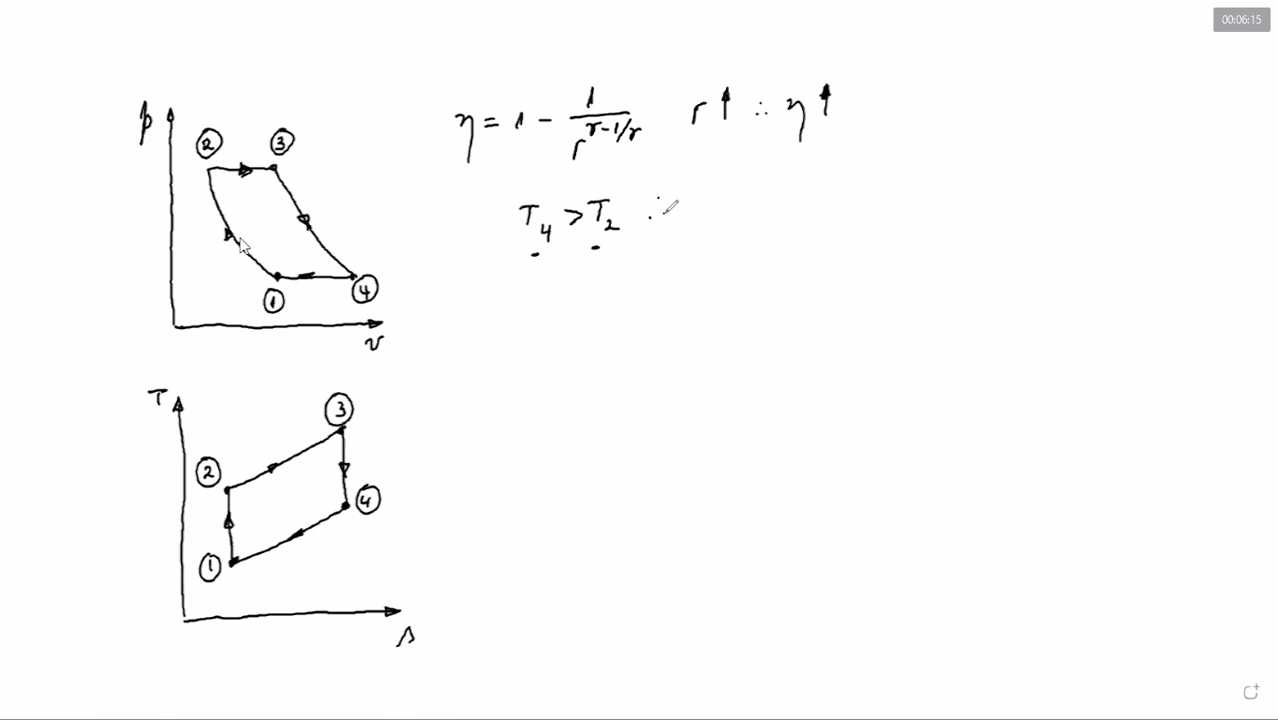 00:06:15
p
② ③
① ④
v
η = 1 - 1/r^(γ-1/γ) r↑ ∴ η↑
T₄ > T₂ ∴
T
③
②
④
①
s